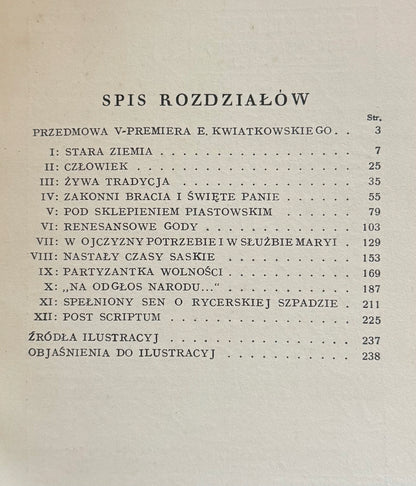 SPIS ROZDZIAŁÓW
Str.
PRZEDMOWA V-PREMIERA E. KWIATKOWSKIEGO . . 3
I: STARA ZIEMIA . . . . . . . . . . . . . 7
II: CZŁOWIEK . . . . . . . . . . . . . 25
III: ŻYWA TRADYCJA . . . . . . . . . . . . 35
IV: ZAKONNI BRACIA I ŚWIĘTE PANIE . . . . 55
V: POD SKLEPIENIEM PIASTOWSKIM . . . . 79
VI: RENESANSOWE GODY . . . . . . . . . 103
VII: W OJCZYZNY POTRZEBIE I W SŁUŻBIE MARYI . 129
VIII: NASTAŁY CZASY SASKIE . . . . . . . . 153
IX: PARTYZANTKA WOLNOŚCI . . . . . . . 169
X: „NA ODGŁOS NARODU..." . . . . . . . 187
XI: SPEŁNIONY SEN O RYCERSKIEJ SZPADZIE . 211
XII: POST SCRIPTUM . . . . . . . . . . . 225
ŹRÓDŁA ILUSTRACYJ . . . . . . . . . . . 237
OBJAŚNIENIA DO ILUSTRACYJ . . . . . . . . 238